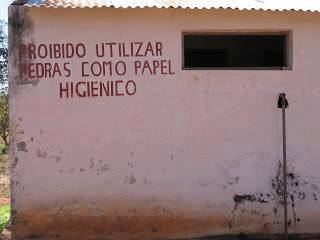 PROIBIDO UTILIZAR
PEDRAS COMO PAPEL
HIGIENICO